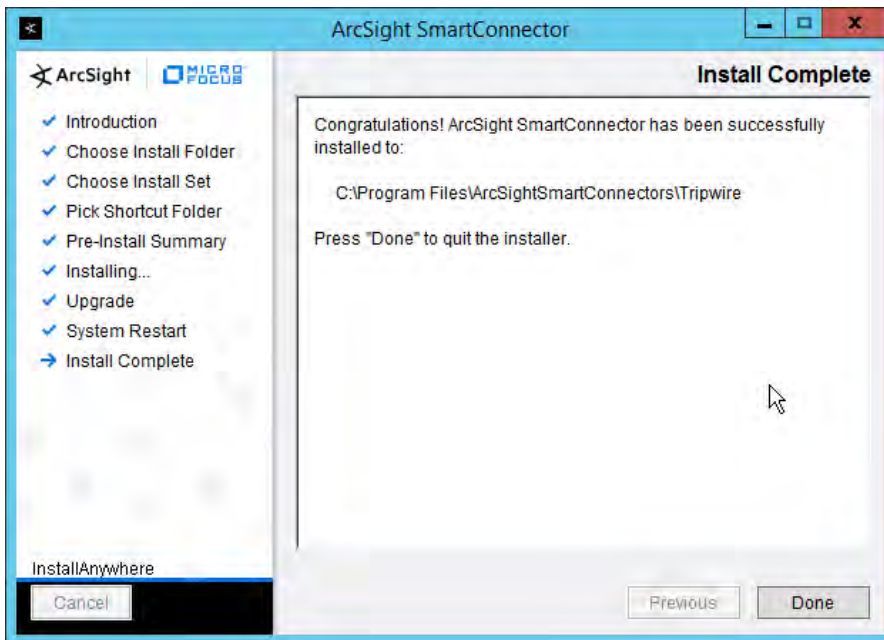 ArcSight SmartConnector
ArcSight
MICRO
FOCUS
Install Complete
Introduction
Choose Install Folder
Choose Install Set
Pick Shortcut Folder
Pre-Install Summary
Installing...
Upgrade
System Restart
Install Complete
Congratulations! ArcSight SmartConnector has been successfully
installed to:
C:\Program Files\ArcSightSmartConnectors\Tripwire
Press "Done" to quit the installer.
InstallAnywhere
Cancel
Previous
Done